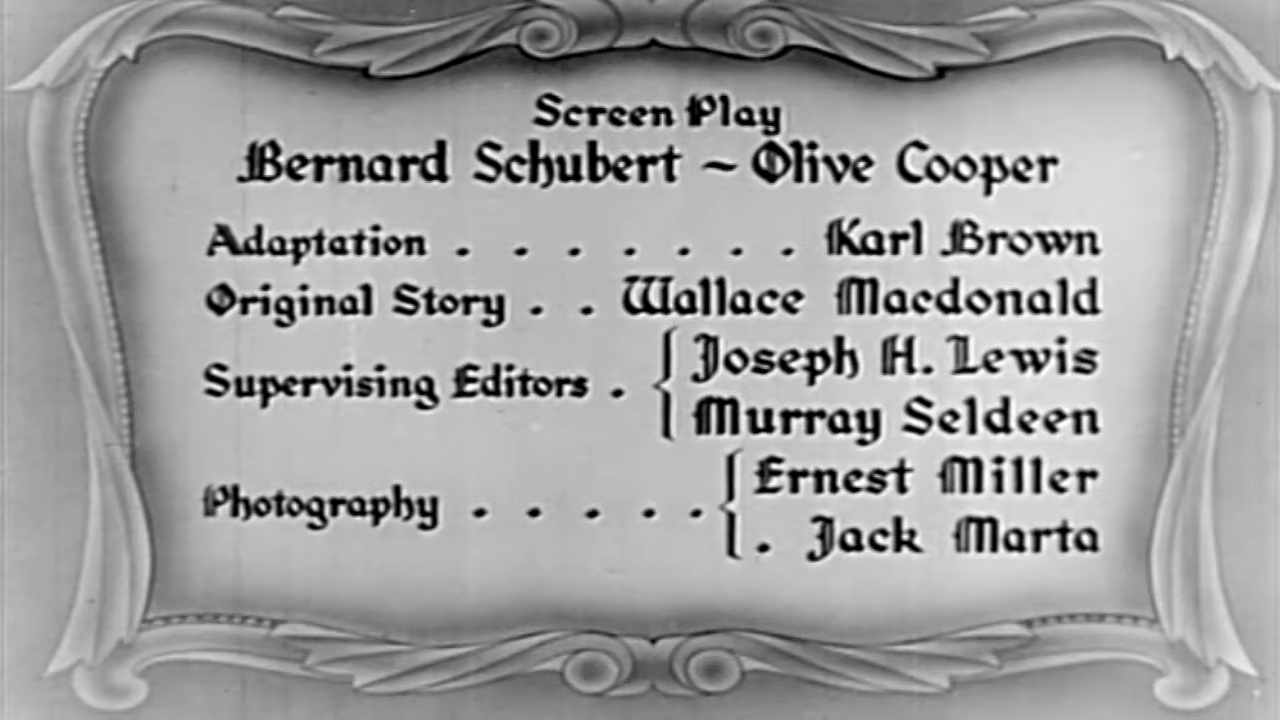 Screen Play
Bernard Schubert ~ Olive Cooper
Adaptation . . . . . . . Karl Brown
Original Story . . Wallace Macdonald
Supervising Editors . { Joseph H. Lewis
Murray Seldeen
Photography . . . . . { Ernest Miller
. Jack Marta